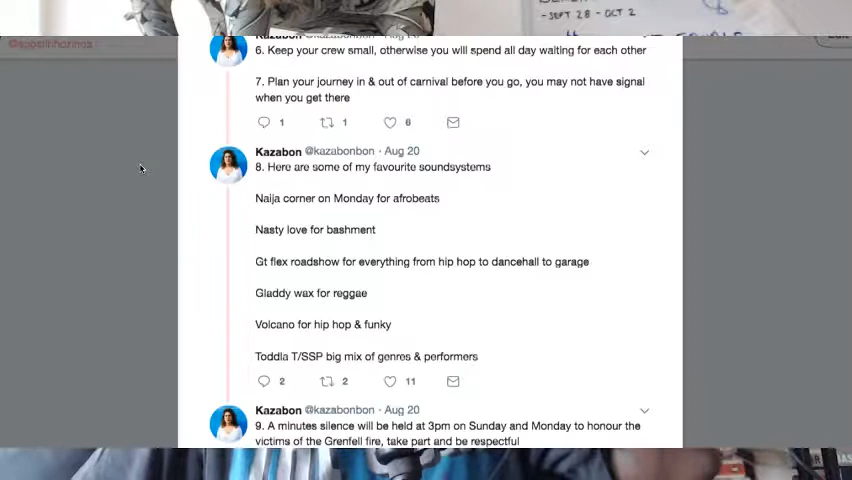 - SEPT 28 - OCT 2
6. Keep your crew small, otherwise you will spend all day waiting for each other
7. Plan your journey in & out of carnival before you go, you may not have signal
when you get there
1 1 6
Kazabon @kazabonbon · Aug 20
8. Here are some of my favourite soundsystems
Naija corner on Monday for afrobeats
Nasty love for bashment
Gt flex roadshow for everything from hip hop to dancehall to garage
Gladdy wax for reggae
Volcano for hip hop & funky
Toddla T/SSP big mix of genres & performers
2 2 11
Kazabon @kazabonbon · Aug 20
9. A minutes silence will be held at 3pm on Sunday and Monday to honour the
victims of the Grenfell fire, take part and be respectful